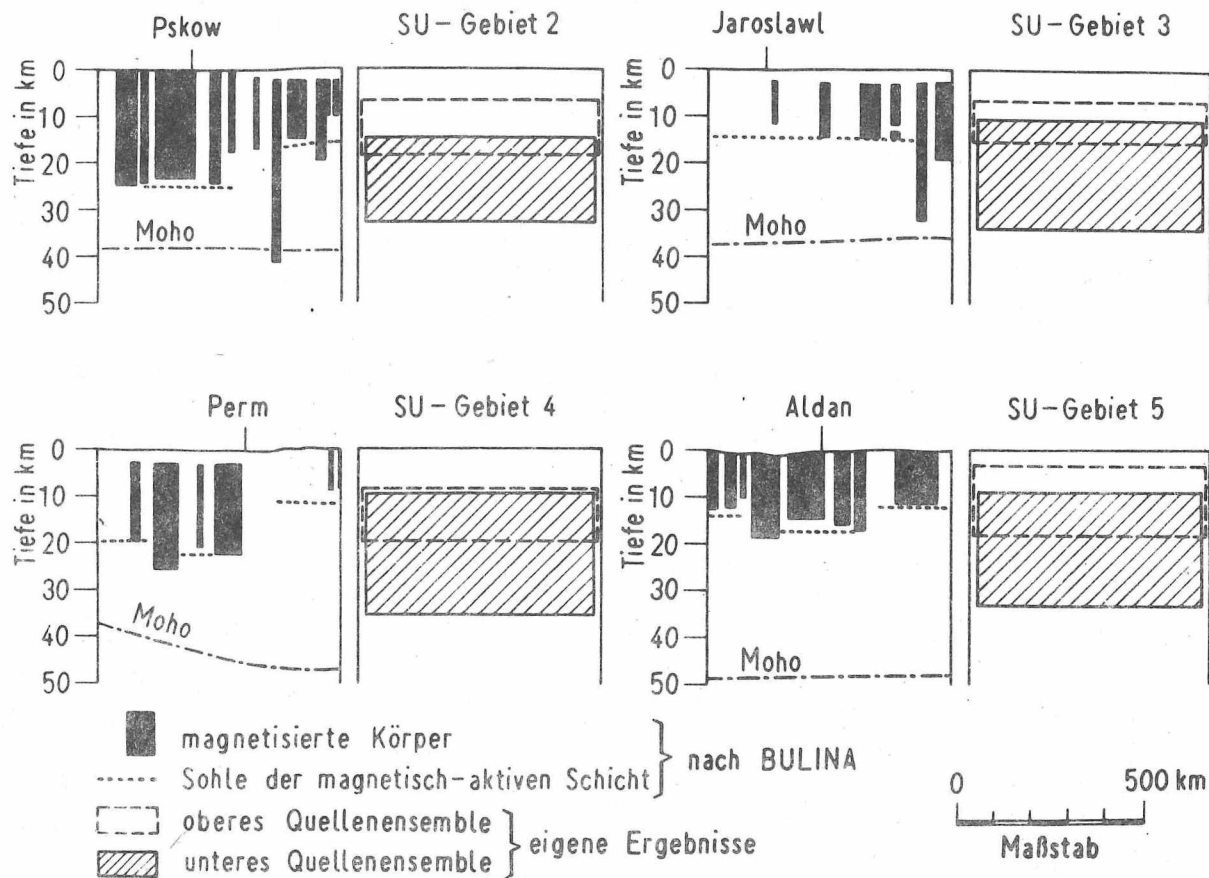 Pskow SU-Gebiet 2 Jaroslawl SU-Gebiet 3
Tiefe in km
0
10
20
30
40
50
Moho
Tiefe in km
0
10
20
30
40
50
Moho
Perm SU-Gebiet 4 Aldan SU-Gebiet 5
Tiefe in km
0
10
20
30
40
50
Moho
Tiefe in km
0
10
20
30
40
50
Moho
magnetisierte Körper
Sohle der magnetisch-aktiven Schicht
nach BULINA
oberes Quellenensemble
unteres Quellenensemble
eigene Ergebnisse
0 500 km
Maßstab